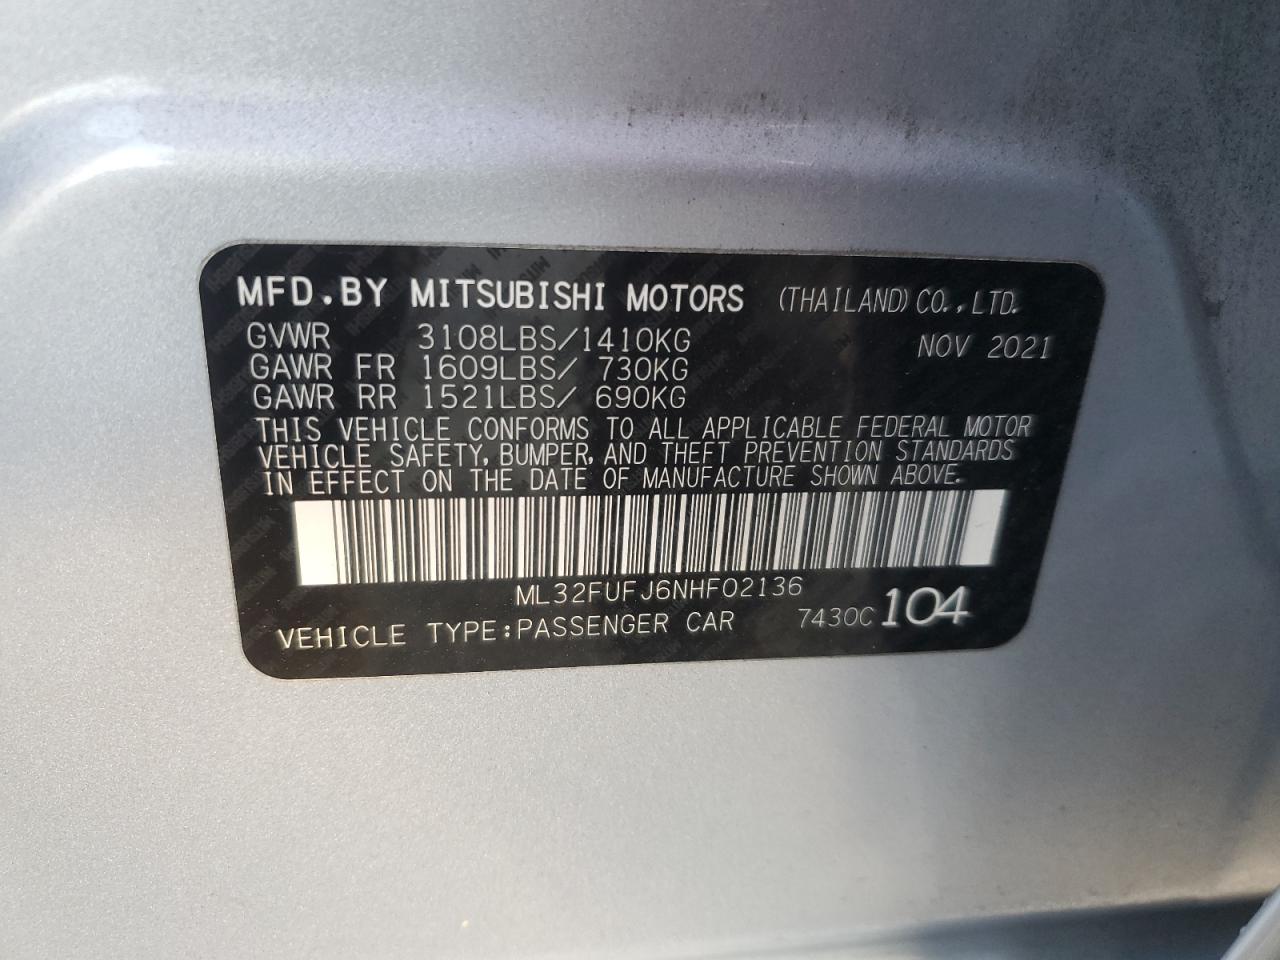 MFD.BY MITSUBISHI MOTORS (THAILAND)CO.,LTD.
GVWR 3108LBS/1410KG NOV 2021
GAWR FR 1609LBS/ 730KG
GAWR RR 1521LBS/ 690KG
THIS VEHICLE CONFORMS TO ALL APPLICABLE FEDERAL MOTOR
VEHICLE SAFETY, BUMPER, AND THEFT PREVENTION STANDARDS
IN EFFECT ON THE DATE OF MANUFACTURE SHOWN ABOVE.
ML32FUFJ6NHF02136
VEHICLE TYPE:PASSENGER CAR 7430C 104